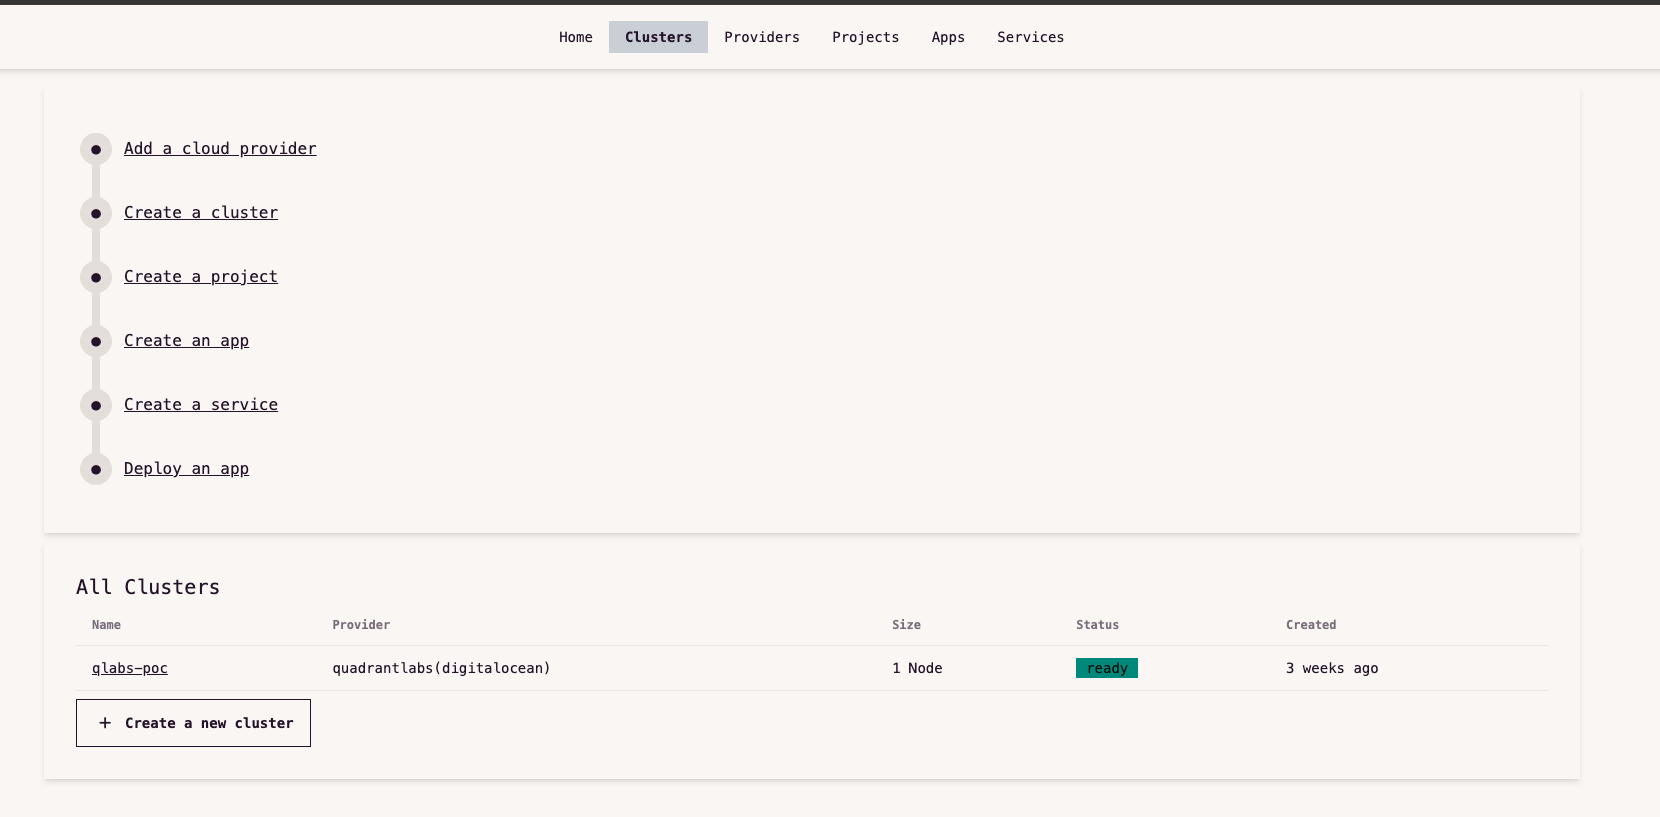 Home Clusters Providers Projects Apps Services
Add a cloud provider
Create a cluster
Create a project
Create an app
Create a service
Deploy an app
All Clusters
Name Provider Size Status Created
qlabs-poc quadrantlabs(digitalocean) 1 Node ready 3 weeks ago
+ Create a new cluster